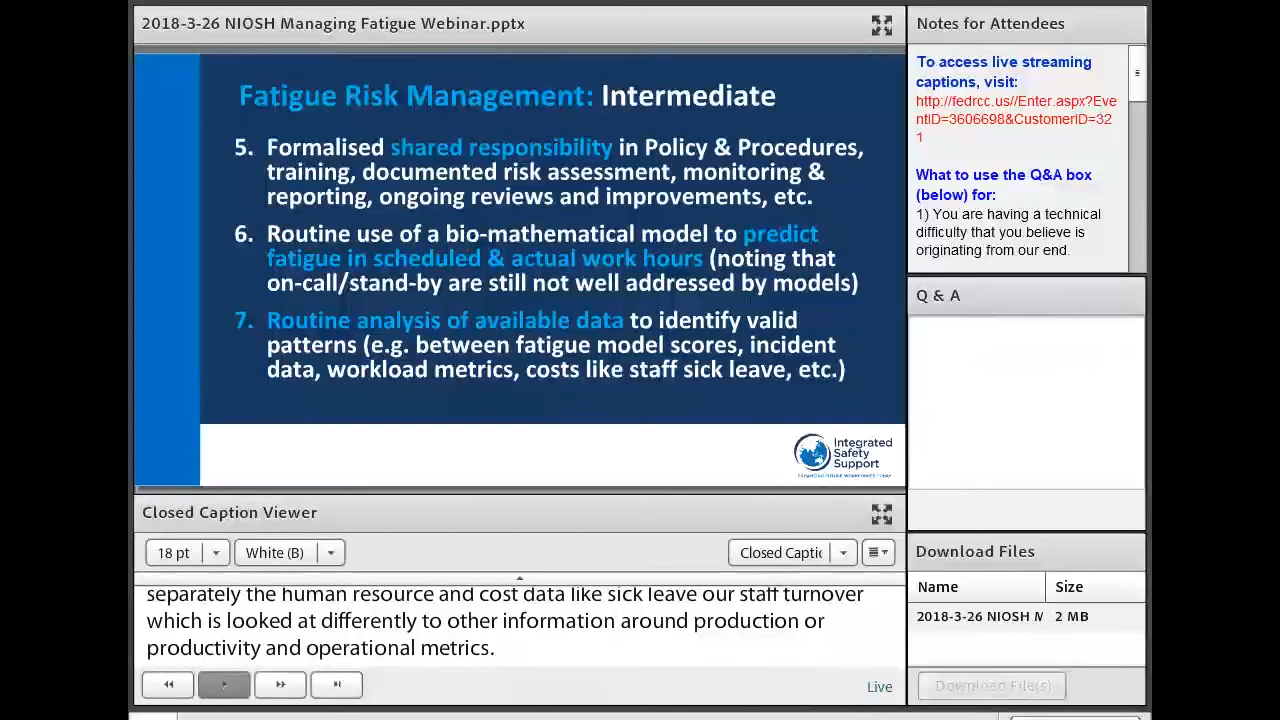 2018-3-26 NIOSH Managing Fatigue Webinar.pptx
Fatigue Risk Management: Intermediate
5. Formalised shared responsibility in Policy & Procedures,
training, documented risk assessment, monitoring &
reporting, ongoing reviews and improvements, etc.
6. Routine use of a bio-mathematical model to predict
fatigue in scheduled & actual work hours (noting that
on-call/stand-by are still not well addressed by models)
7. Routine analysis of available data to identify valid
patterns (e.g. between fatigue model scores, incident
data, workload metrics, costs like staff sick leave, etc.)
Integrated
Safety
Support
ENHANCING FUTURE WORKFORCES TODAY
Closed Caption Viewer
18 pt
White (B)
Closed Captic
separately the human resource and cost data like sick leave our staff turnover
which is looked at differently to other information around production or
productivity and operational metrics.
Live
Notes for Attendees
To access live streaming
captions, visit:
http://fedrcc.us//Enter.aspx?Eve
ntID=3606698&CustomerID=32
1
What to use the Q&A box
(below) for:
1) You are having a technical
difficulty that you believe is
originating from our end.
Q & A
Download Files
Name Size
2018-3-26 NIOSH M 2 MB
Download File(s)